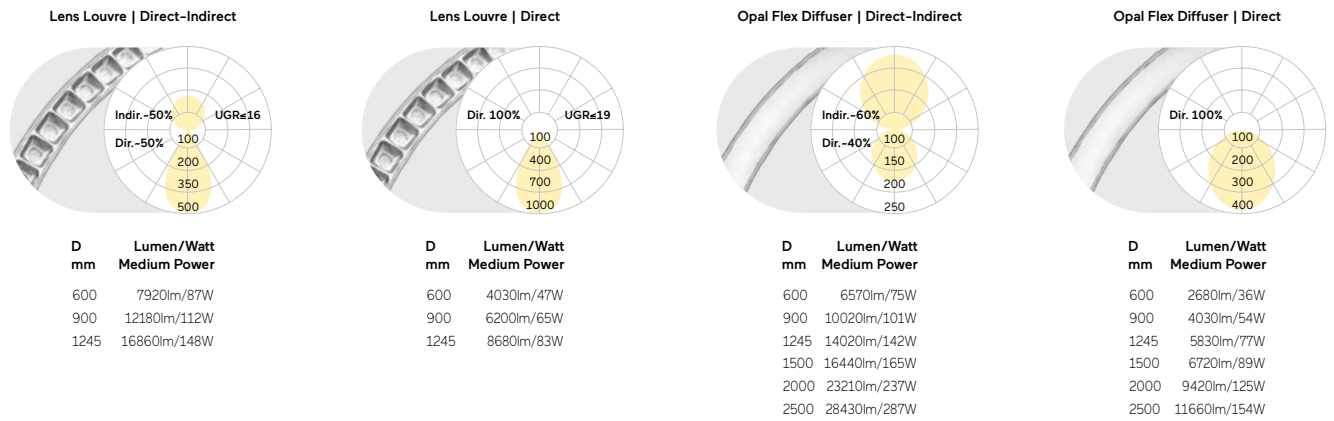 Lens Louvre | Direct-Indirect
Indir.-50%
UGR≤16
Dir.-50%
100
200
350
500
D Lumen/Watt
mm Medium Power
600 7920lm/87W
900 12180lm/112W
1245 16860lm/148W
Lens Louvre | Direct
Dir. 100%
UGR≤19
100
400
700
1000
D Lumen/Watt
mm Medium Power
600 4030lm/47W
900 6200lm/65W
1245 8680lm/83W
Opal Flex Diffuser | Direct-Indirect
Indir.-60%
Dir.-40%
100
150
200
250
D Lumen/Watt
mm Medium Power
600 6570lm/75W
900 10020lm/101W
1245 14020lm/142W
1500 16440lm/165W
2000 23210lm/237W
2500 28430lm/287W
Opal Flex Diffuser | Direct
Dir. 100%
100
200
300
400
D Lumen/Watt
mm Medium Power
600 2680lm/36W
900 4030lm/54W
1245 5830lm/77W
1500 6720lm/89W
2000 9420lm/125W
2500 11660lm/154W